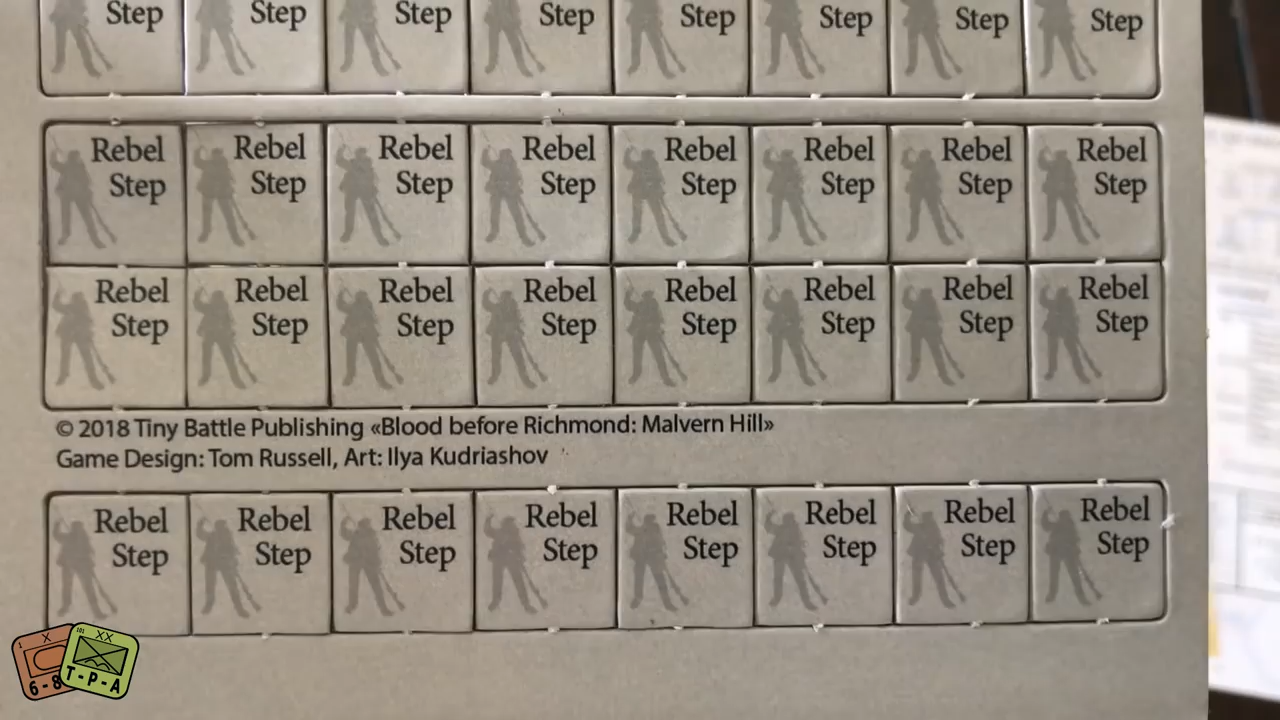 Step Step Step Step Step Step Step Step
Rebel Rebel Rebel Rebel Rebel Rebel Rebel Rebel
Step Step Step Step Step Step Step Step
Rebel Rebel Rebel Rebel Rebel Rebel Rebel Rebel
Step Step Step Step Step Step Step Step
© 2018 Tiny Battle Publishing «Blood before Richmond: Malvern Hill»
Game Design: Tom Russell, Art: Ilya Kudriashov
Rebel Rebel Rebel Rebel Rebel Rebel Rebel Rebel
Step Step Step Step Step Step Step Step
X XX
6-8 T-P-A